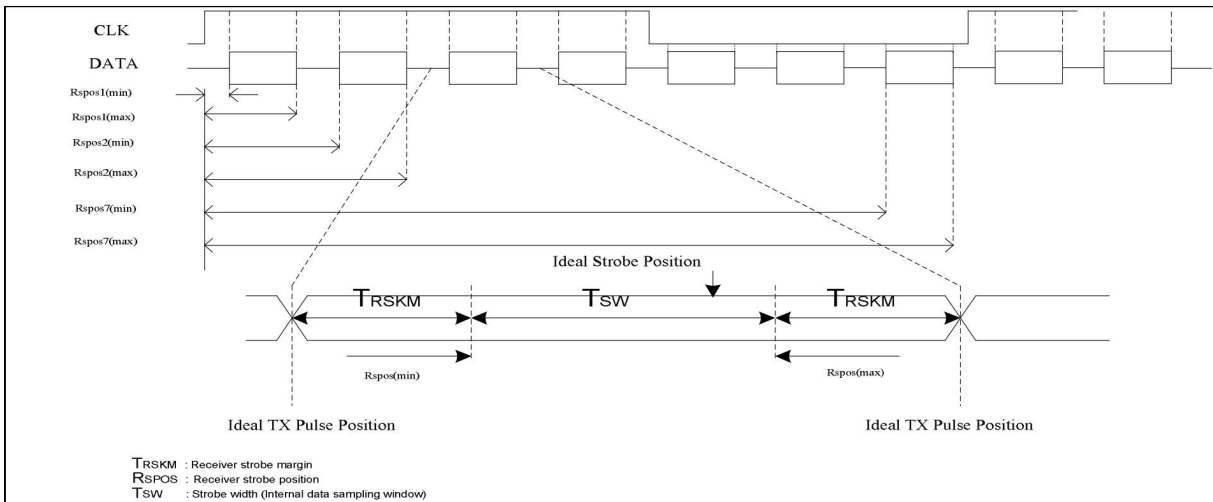 CLK
DATA
Rspos1(min)
Rspos1(max)
Rspos2(min)
Rspos2(max)
Rspos7(min)
Rspos7(max)
Ideal Strobe Position
TRSKM TSW TRSKM
Rspos(min) Rspos(max)
Ideal TX Pulse Position Ideal TX Pulse Position
TRSKM : Receiver strobe margin
RSPOS : Receiver strobe position
TSW : Strobe width (Internal data sampling window)